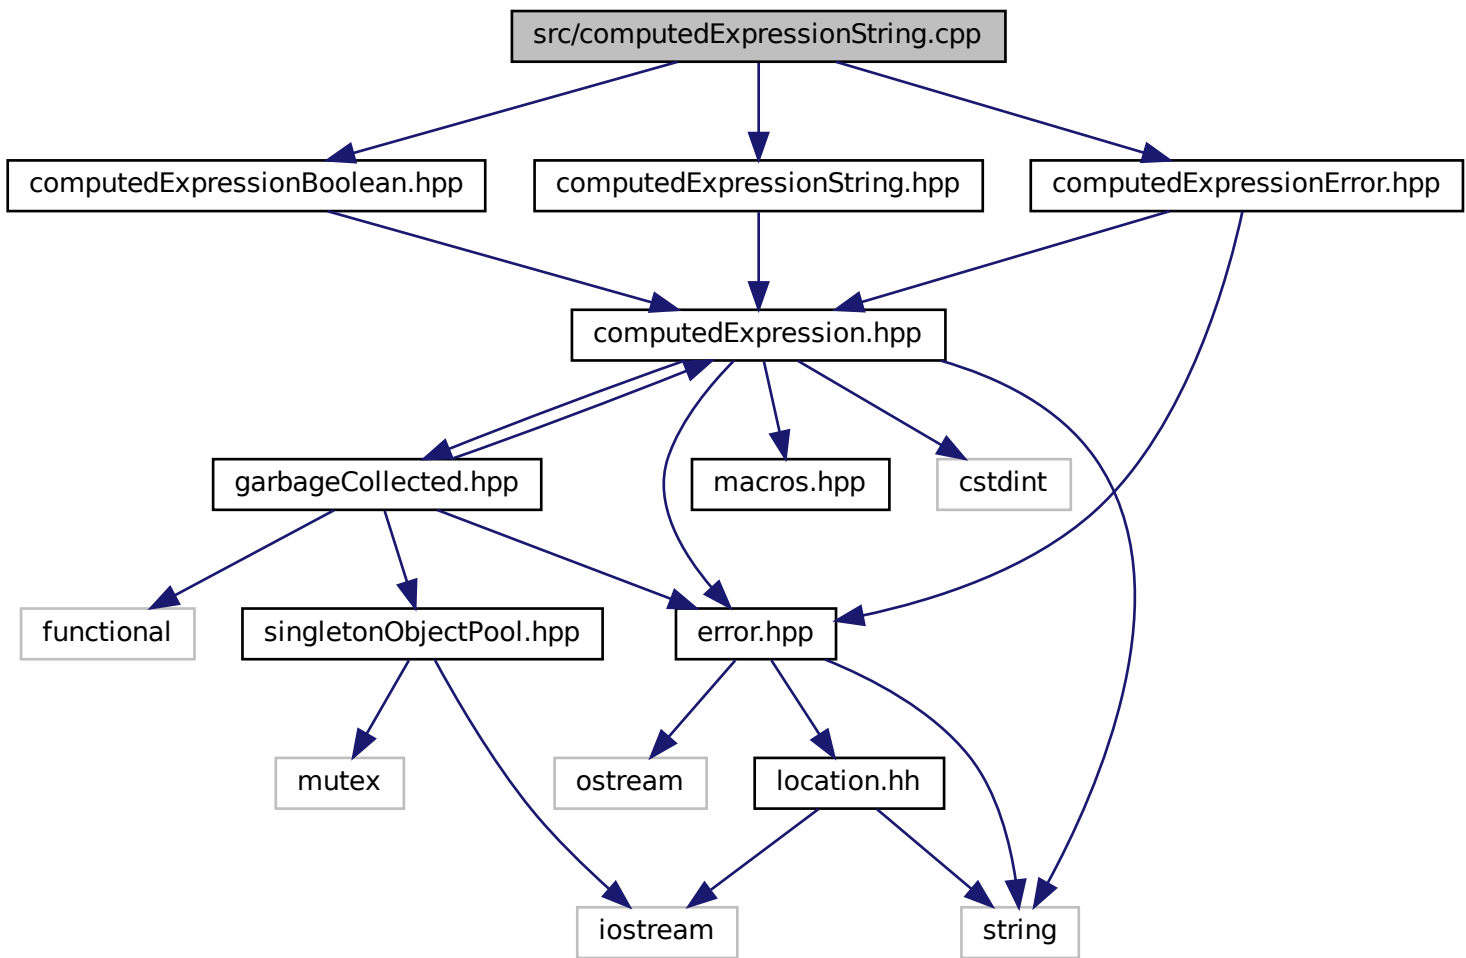 src/computedExpressionString.cpp
computedExpressionBoolean.hpp
computedExpressionString.hpp
computedExpressionError.hpp
computedExpression.hpp
garbageCollected.hpp
macros.hpp
cstdint
functional
singletonObjectPool.hpp
error.hpp
mutex
ostream
location.hh
iostream
string